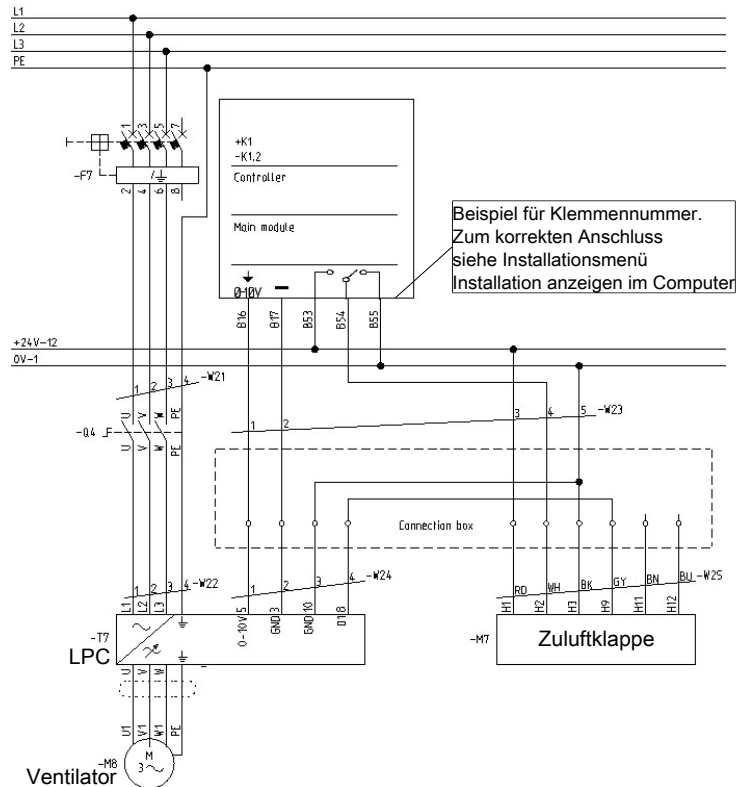 L1
L2
L3
PE
1 3 5 7
-F7
2 4 6 8
+K1
-K1.2
Controller
Main module
0-10V
B16 B17 B53 B54 B55
Beispiel für Klemmennummer.
Zum korrekten Anschluss
siehe Installationsmenü
Installation anzeigen im Computer
+24V-12
0V-1
1 2 3 4 -W21
U V W PE
-Q4
U V W PE
1 2 3 4 5 -W23
Connection box
1 2 3 4 -W22
1 2 3 4 -W24
RD WH BK GY BN BU -W25
L1 L2 L3
0-10V 5 GND 3 GND 10 D18
H1 H2 H3 H9 H11 H12
-T7
LPC
-M7
Zuluftklappe
U V W
U1 V1 W1 PE
-M8
M
3~
Ventilator